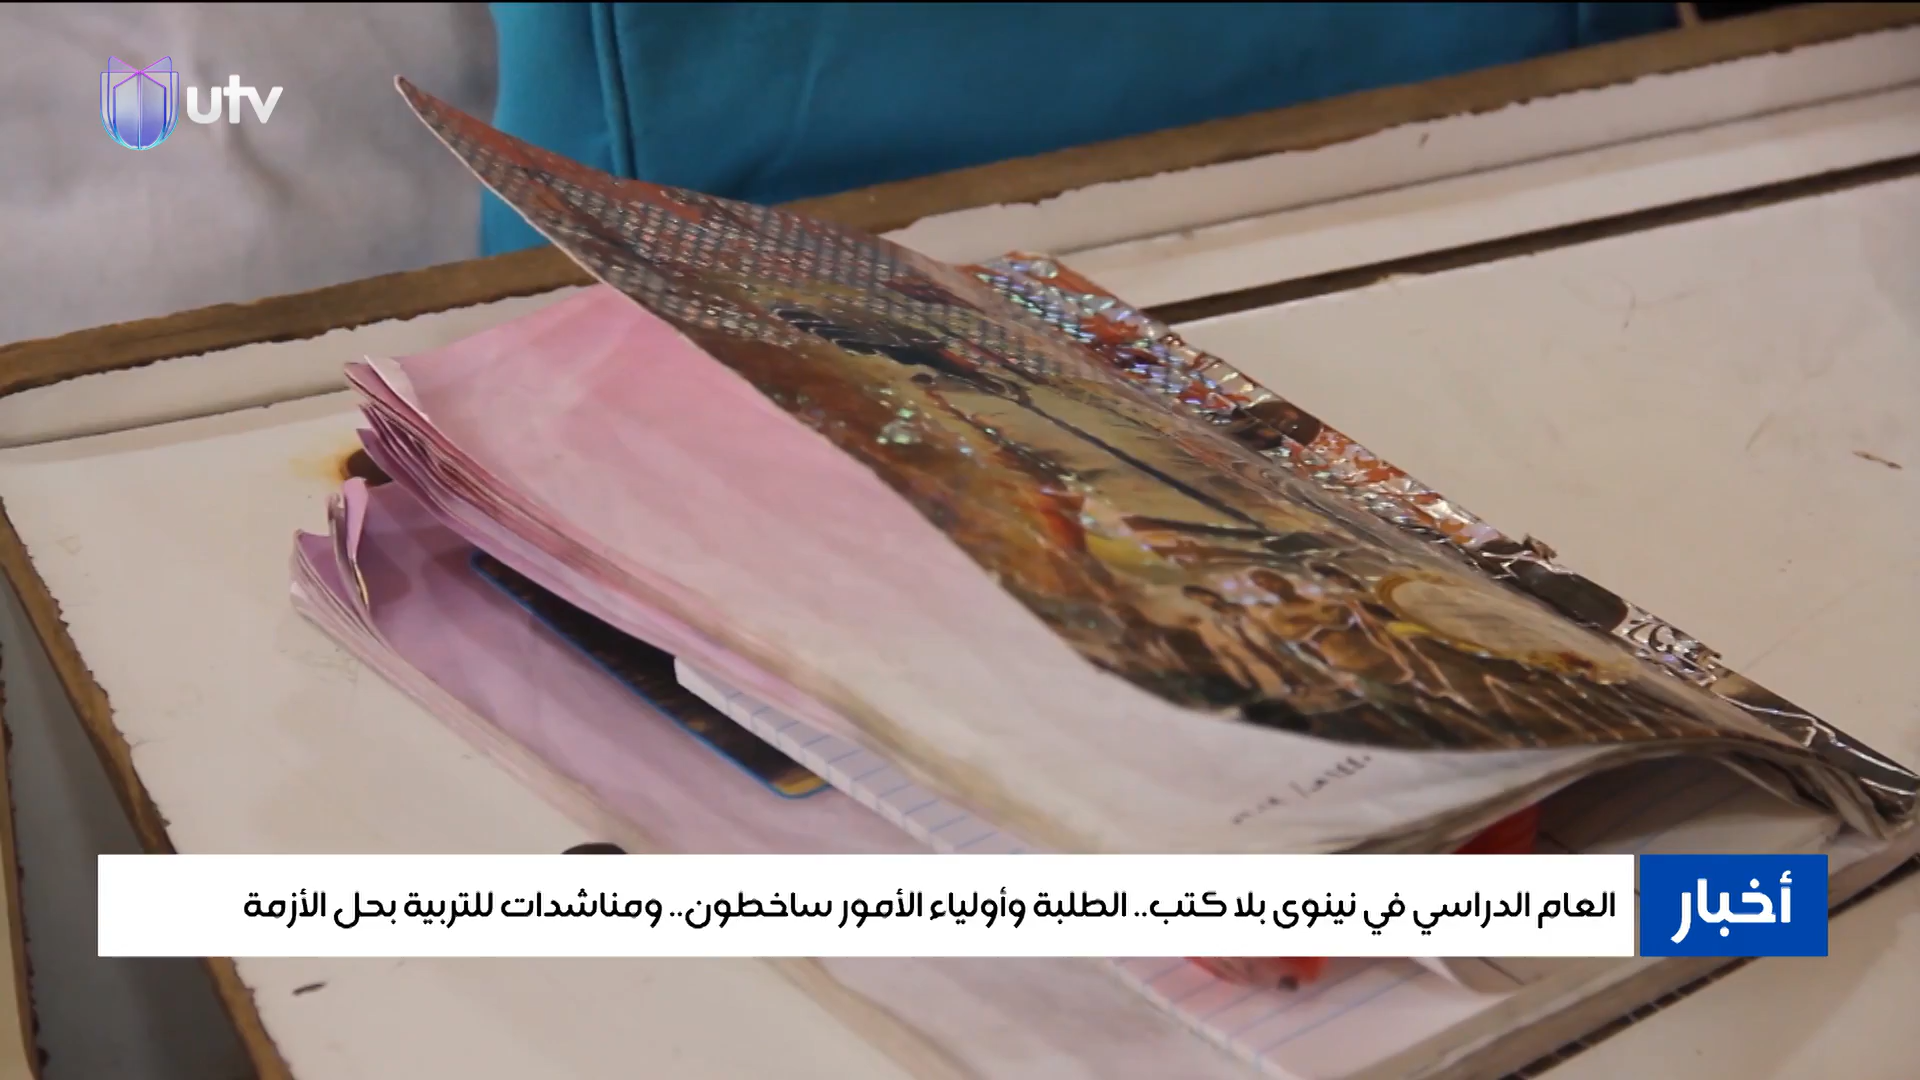 utv
أخبار
العام الدراسي في نينوى بلا كتب.. الطلبة وأولياء الأمور ساخطون.. ومناشدات للتربية بحل الأزمة